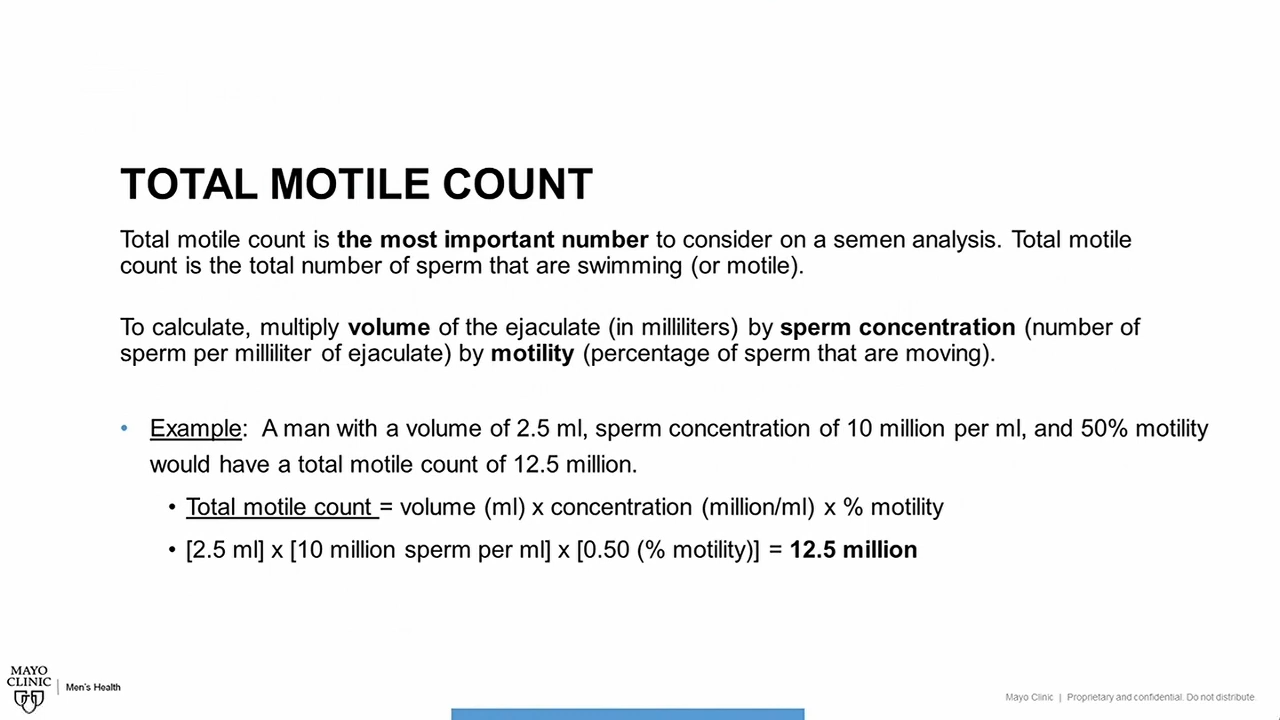 TOTAL MOTILE COUNT
Total motile count is the most important number to consider on a semen analysis. Total motile
count is the total number of sperm that are swimming (or motile).
To calculate, multiply volume of the ejaculate (in milliliters) by sperm concentration (number of
sperm per milliliter of ejaculate) by motility (percentage of sperm that are moving).
• Example: A man with a volume of 2.5 ml, sperm concentration of 10 million per ml, and 50% motility
would have a total motile count of 12.5 million.
• Total motile count = volume (ml) x concentration (million/ml) x % motility
• [2.5 ml] x [10 million sperm per ml] x [0.50 (% motility)] = 12.5 million
MAYO
CLINIC
Men's Health
Mayo Clinic | Proprietary and confidential. Do not distribute.